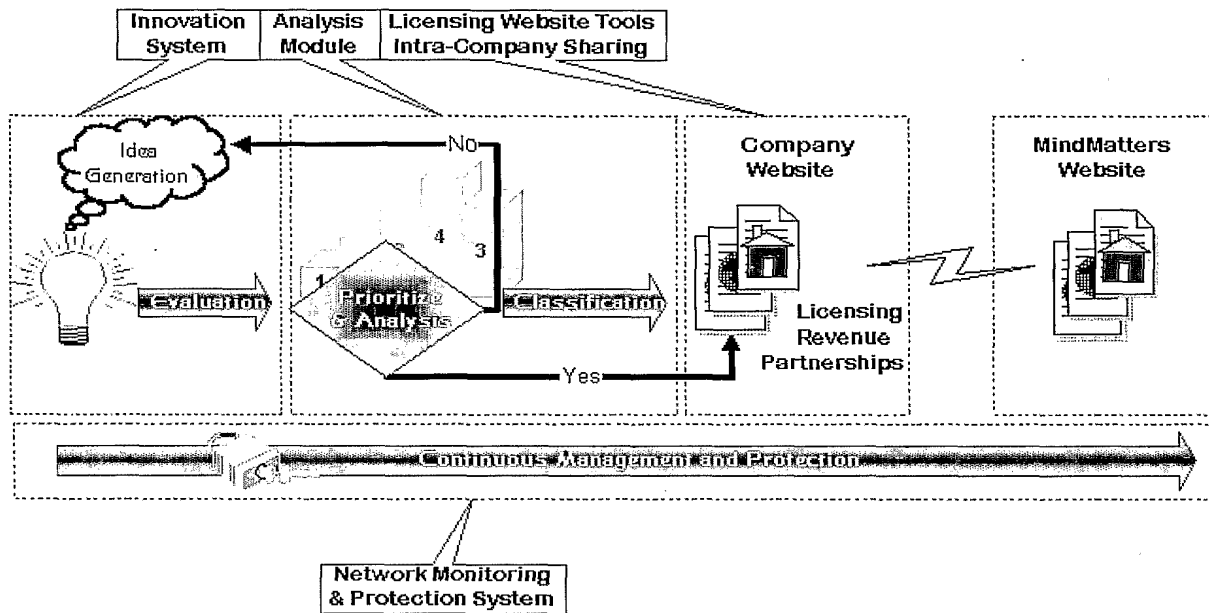 Innovation
System
Analysis
Module
Licensing Website Tools
Intra-Company Sharing
Idea
Generation
No
Company
Website
MindMatters
Website
1
4
3
Evaluation
Prioritize
& Analysis
Classification
Licensing
Revenue
Partnerships
Yes
Continuous Management and Protection
Network Monitoring
& Protection System